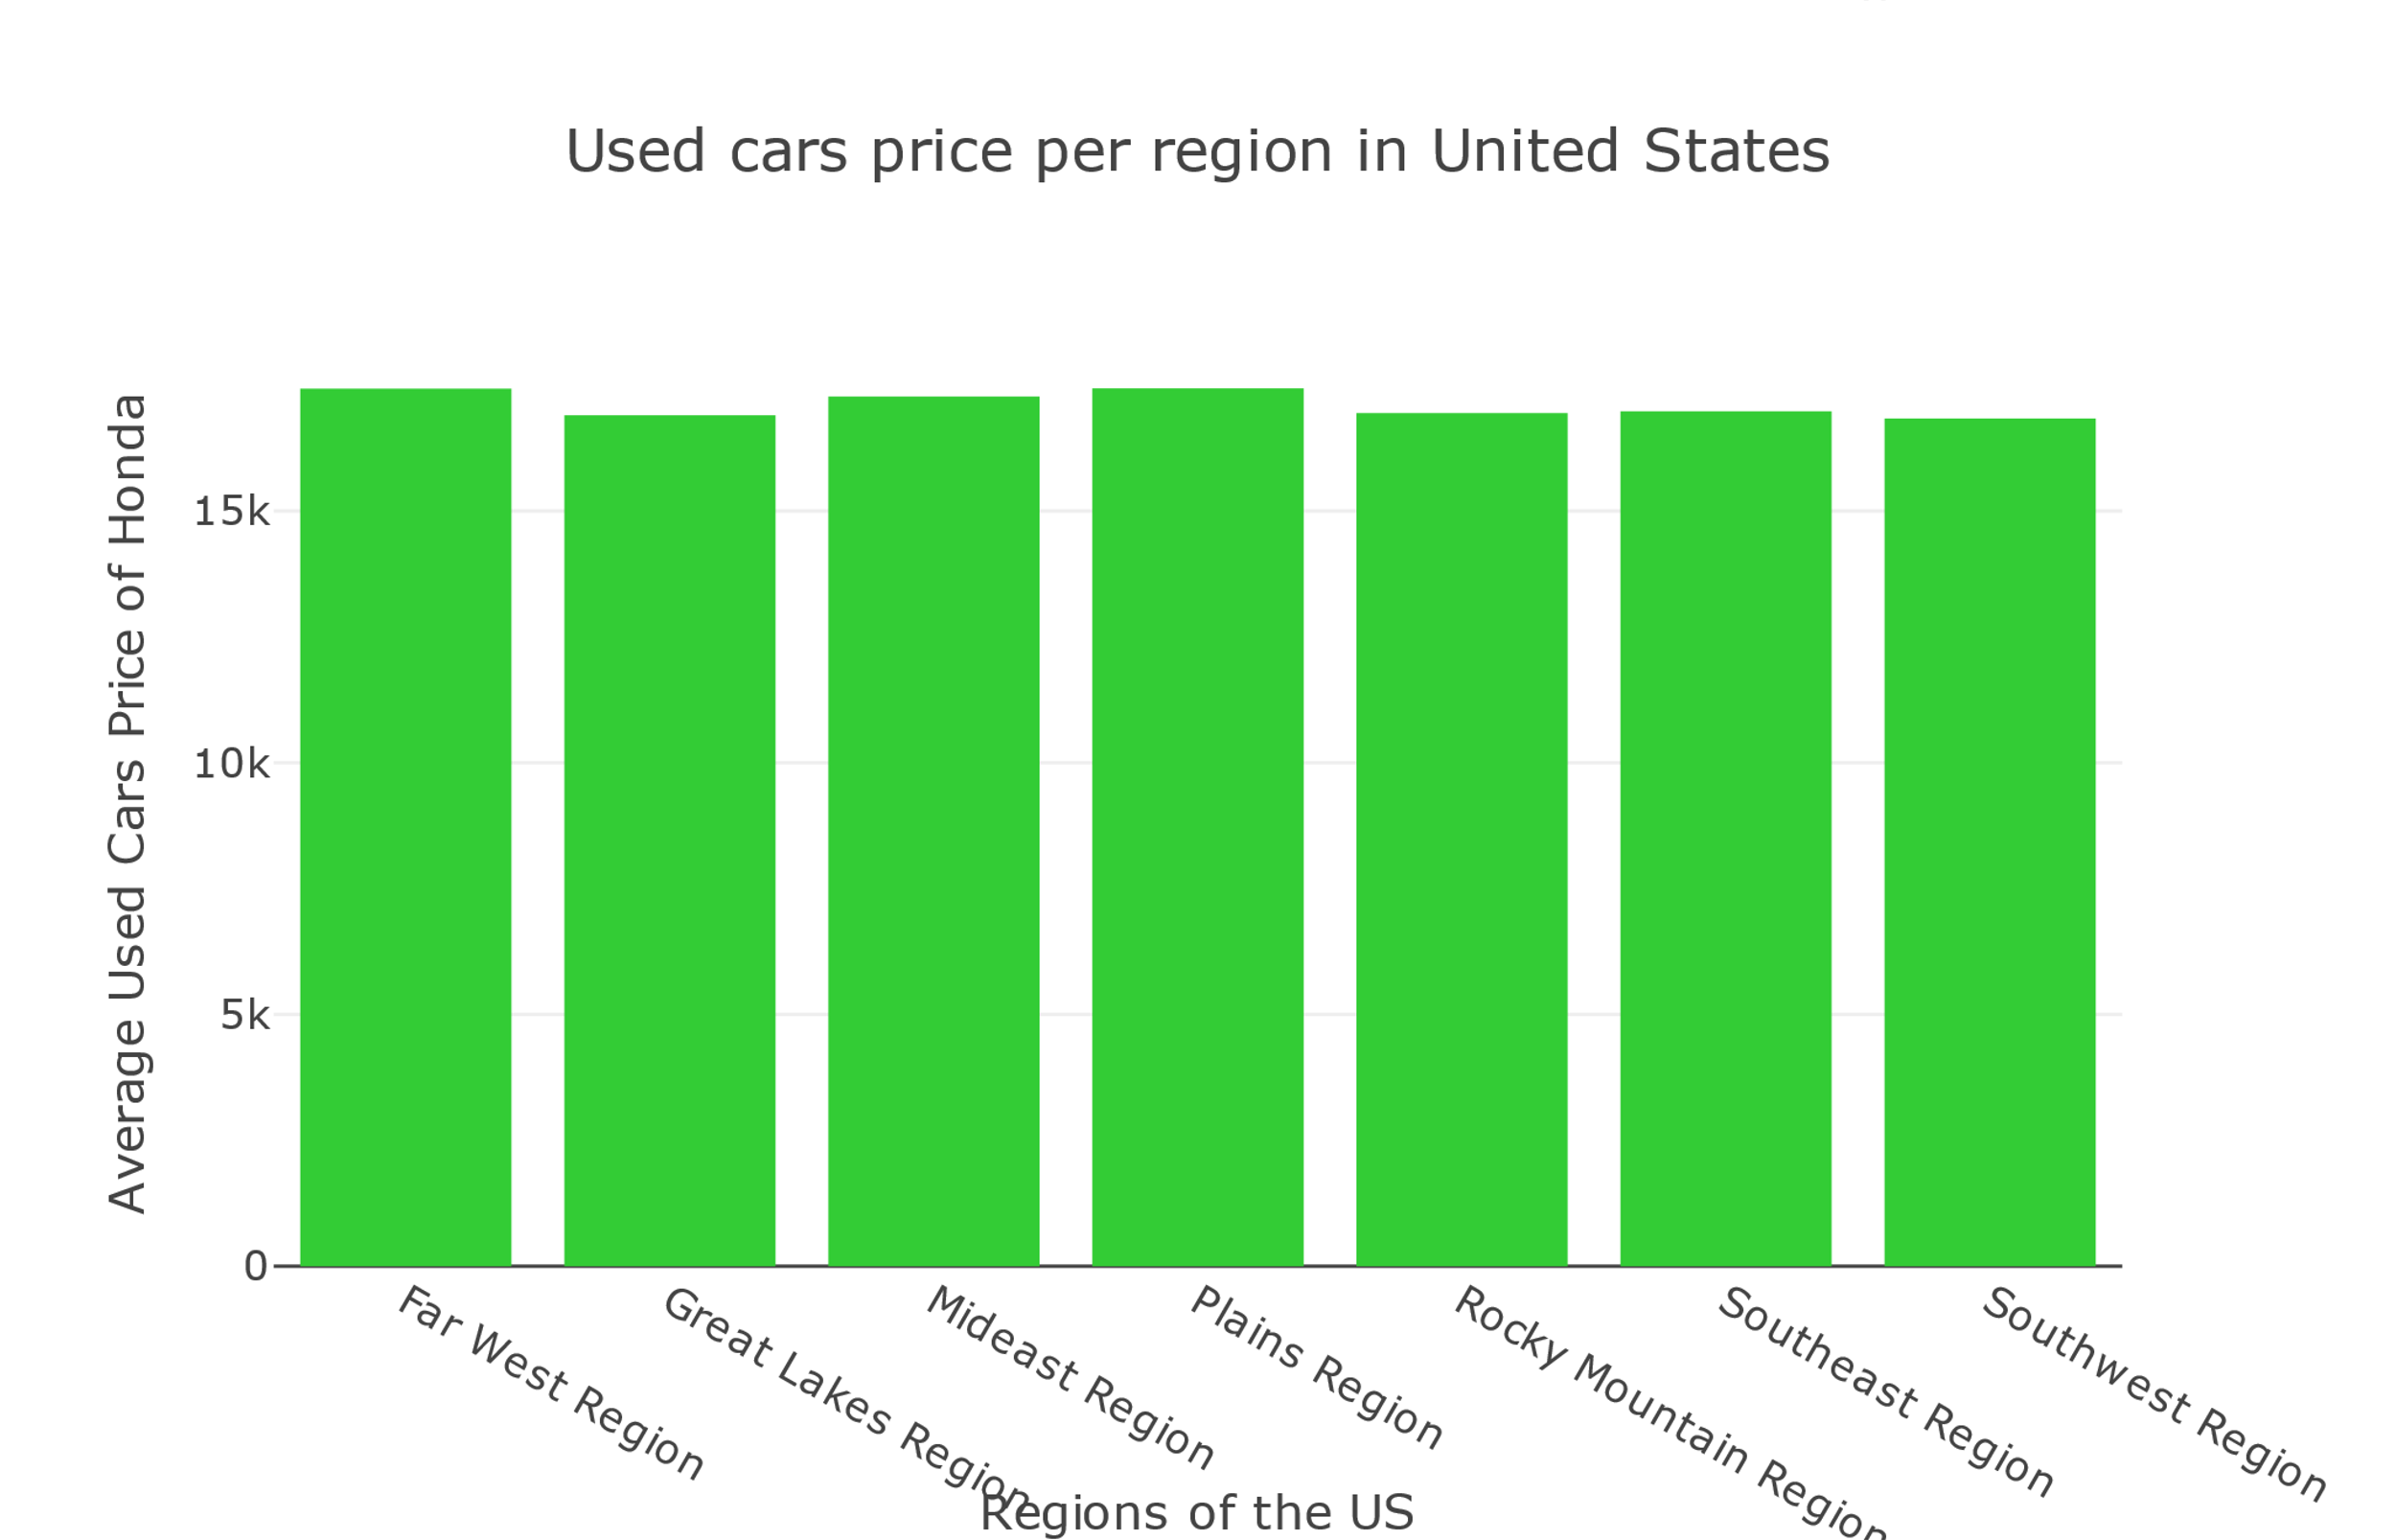 Used cars price per region in United States
Average Used Cars Price of Honda
15k
10k
5k
0
Far West Region
Great Lakes Region
Mideast Region
Plains Region
Rocky Mountain Region
Southeast Region
Southwest Region
Regions of the US